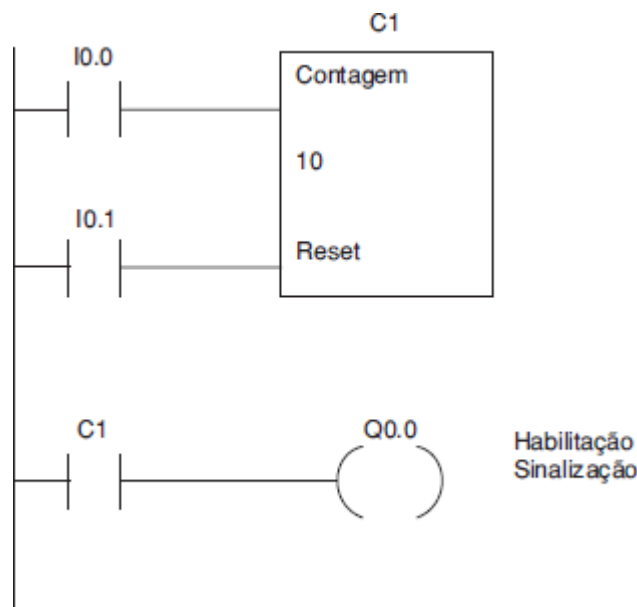 C1
I0.0
Contagem
10
I0.1
Reset
C1
Q0.0
Habilitação
Sinalização